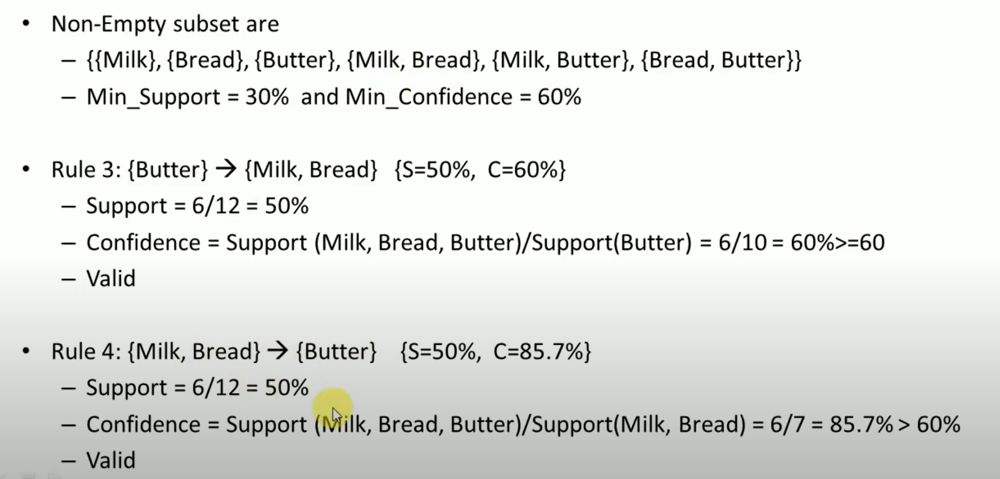 • Non-Empty subset are
– {{Milk}, {Bread}, {Butter}, {Milk, Bread}, {Milk, Butter}, {Bread, Butter}}
– Min_Support = 30% and Min_Confidence = 60%
• Rule 3: {Butter} → {Milk, Bread} {S=50%, C=60%}
– Support = 6/12 = 50%
– Confidence = Support (Milk, Bread, Butter)/Support(Butter) = 6/10 = 60%>=60
– Valid
• Rule 4: {Milk, Bread} → {Butter} {S=50%, C=85.7%}
– Support = 6/12 = 50%
– Confidence = Support (Milk, Bread, Butter)/Support(Milk, Bread) = 6/7 = 85.7% > 60%
– Valid